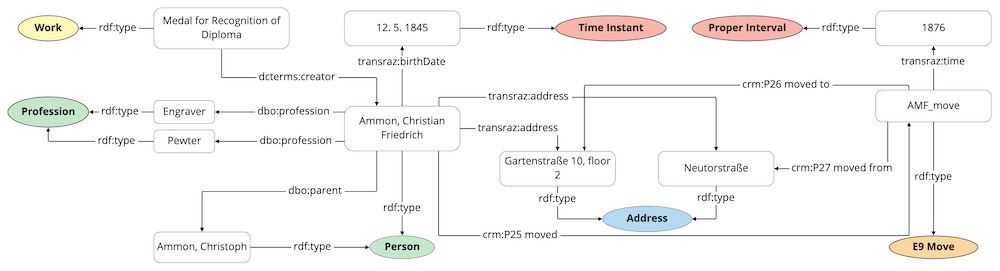 Work
rdf:type
Medal for Recognition of
Diploma
12. 5. 1845
rdf:type
Time Instant
Proper Interval
rdf:type
1876
transraz:birthDate
transraz:time
dcterms:creator
crm:P26 moved to
transraz:address
Profession
rdf:type
Engraver
dbo:profession
Ammon, Christian
Friedrich
AMF_move
transraz:address
rdf:type
Pewter
dbo:profession
Gartenstraße 10, floor
2
Neutorstraße
crm:P27 moved from
rdf:type
dbo:parent
rdf:type
rdf:type
rdf:type
Address
crm:P25 moved
Ammon, Christoph
rdf:type
Person
E9 Move